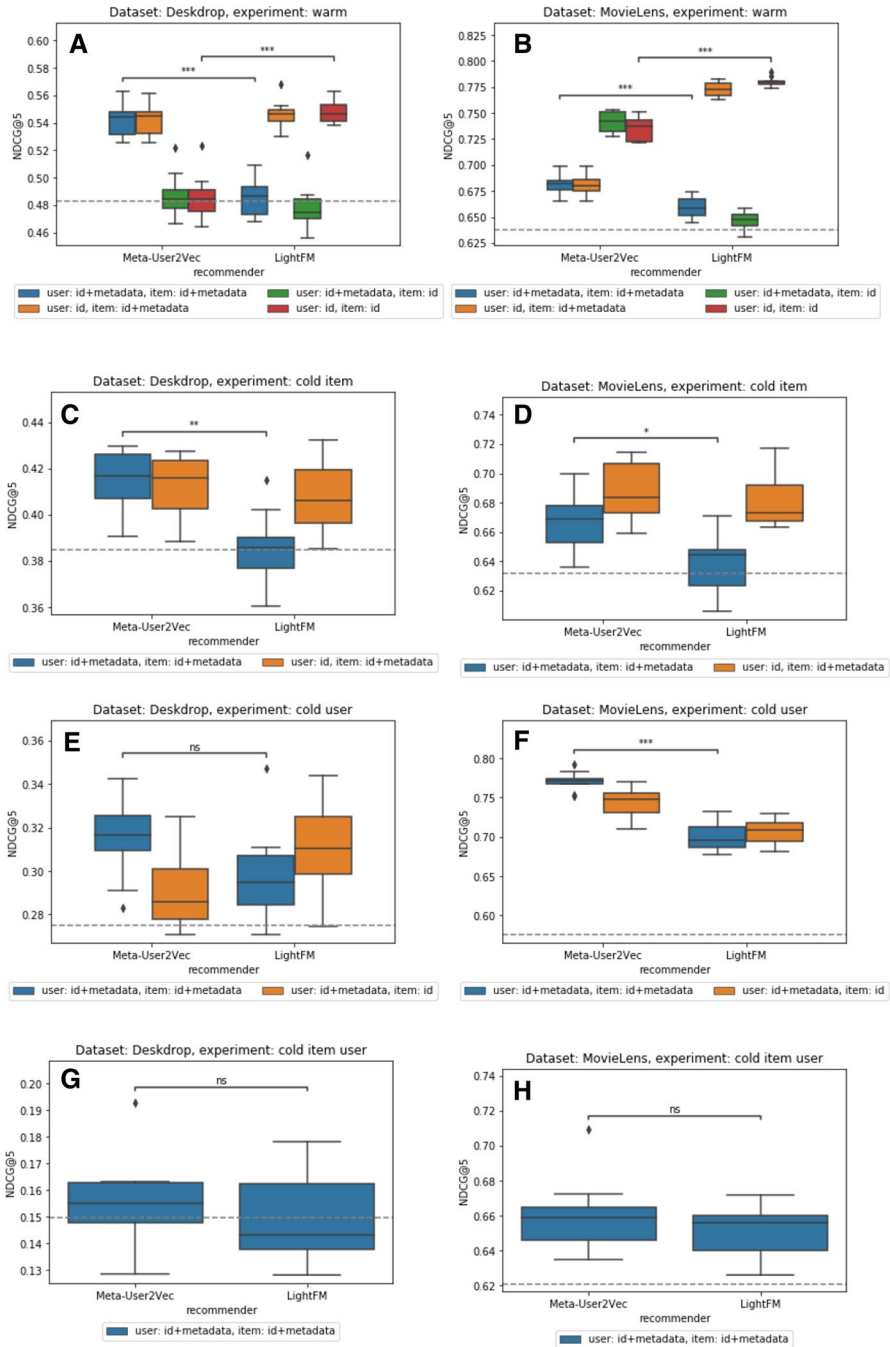 Dataset: Deskdrop, experiment: warm
A
***
***
0.60
0.58
0.56
0.54
0.52
0.50
0.48
0.46
NDCG@5
Meta-User2Vec
LightFM
recommender
user: id+metadata, item: id+metadata
user: id, item: id+metadata
user: id+metadata, item: id
user: id, item: id
Dataset: MovieLens, experiment: warm
B
***
***
0.825
0.800
0.775
0.750
0.725
0.700
0.675
0.650
0.625
NDCG@5
Meta-User2Vec
LightFM
recommender
user: id+metadata, item: id+metadata
user: id, item: id+metadata
user: id+metadata, item: id
user: id, item: id
Dataset: Deskdrop, experiment: cold item
C
**
0.44
0.42
0.40
0.38
0.36
NDCG@5
Meta-User2Vec
LightFM
recommender
user: id+metadata, item: id+metadata
user: id, item: id+metadata
Dataset: MovieLens, experiment: cold item
D
*
0.74
0.72
0.70
0.68
0.66
0.64
0.62
NDCG@5
Meta-User2Vec
LightFM
recommender
user: id+metadata, item: id+metadata
user: id, item: id+metadata
Dataset: Deskdrop, experiment: cold user
E
ns
0.36
0.34
0.32
0.30
0.28
NDCG@5
Meta-User2Vec
LightFM
recommender
user: id+metadata, item: id+metadata
user: id+metadata, item: id
Dataset: MovieLens, experiment: cold user
F
***
0.80
0.75
0.70
0.65
0.60
NDCG@5
Meta-User2Vec
LightFM
recommender
user: id+metadata, item: id+metadata
user: id+metadata, item: id
Dataset: Deskdrop, experiment: cold item user
G
ns
0.20
0.19
0.18
0.17
0.16
0.15
0.14
0.13
NDCG@5
Meta-User2Vec
LightFM
recommender
user: id+metadata, item: id+metadata
Dataset: MovieLens, experiment: cold item user
H
ns
0.74
0.72
0.70
0.68
0.66
0.64
0.62
NDCG@5
Meta-User2Vec
LightFM
recommender
user: id+metadata, item: id+metadata